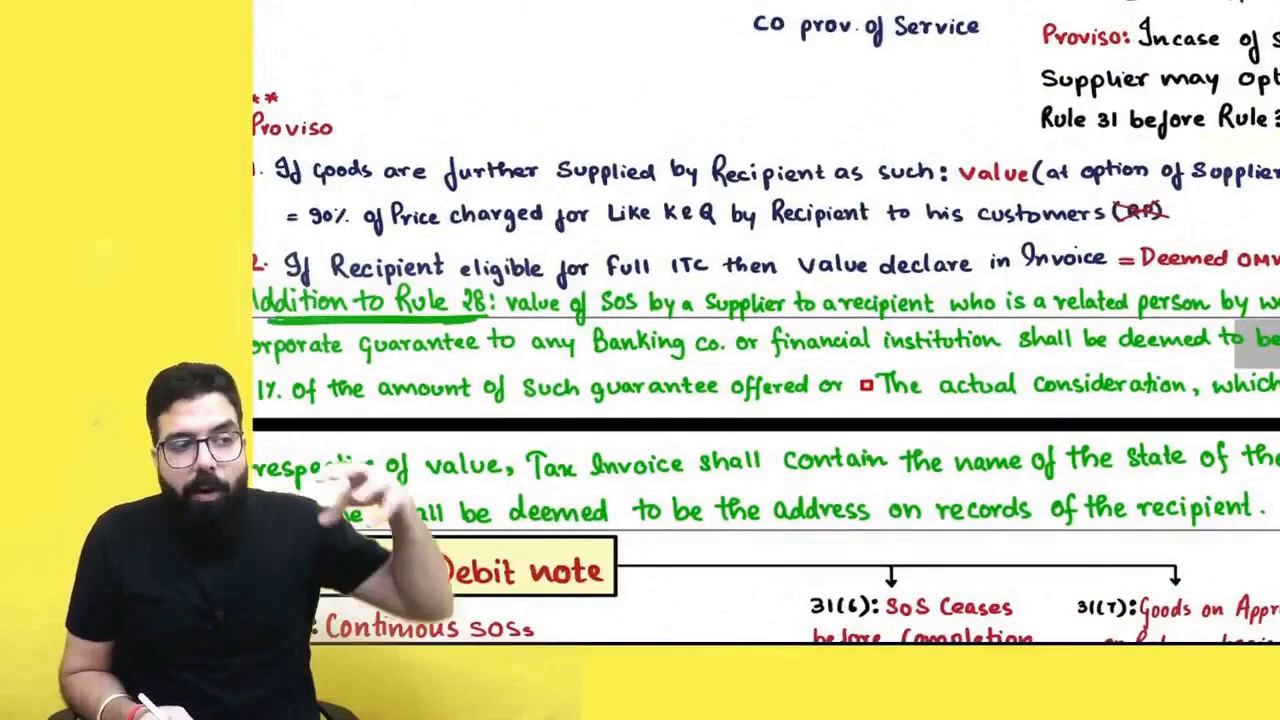 co prov. of Service
Proviso: Incase of
Supplier may opt
Rule 31 before Rule
**
Proviso
1. If Goods are further Supplied by Recipient as such: value (at option of Supplier
= 90% of Price charged for Like K&Q by Recipient to his customers
2. If Recipient eligible for Full ITC then Value declare in Invoice = Deemed OMV
ddition to Rule 28: value of SOS by a Supplier to a recipient who is a related person by w
orporate guarantee to any Banking co. or financial institution shall be deemed to be
1% of the amount of Such guarantee offered or The actual Consideration, which
of value, Tax Invoice shall contain the name of the state of the
be deemed to be the address on records of the recipient.
Debit note
31(6): SoS Ceases
31(7): Goods on Appr
: Continuous SOSs
before Completion